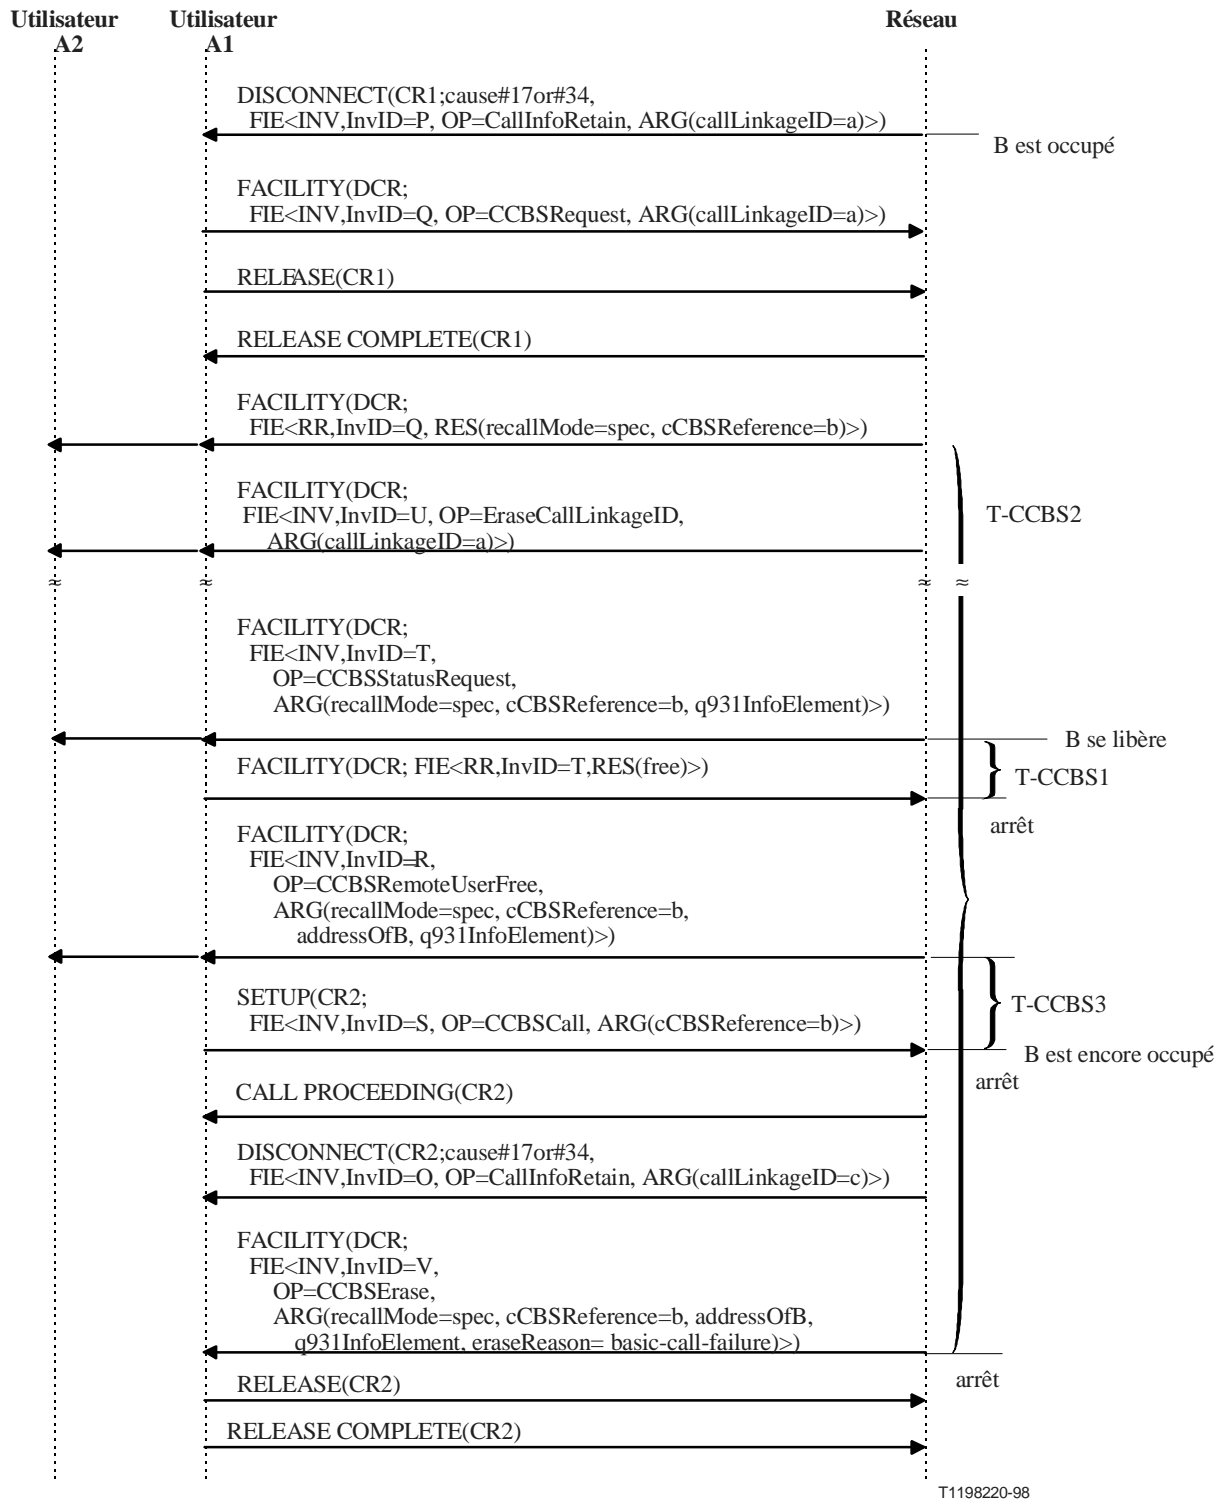 Utilisateur A2
Utilisateur A1
Réseau
DISCONNECT(CR1;cause#17or#34,
FIE<INV,InvID=P, OP=CallInfoRetain, ARG(callLinkageID=a)>)
B est occupé
FACILITY(DCR;
FIE<INV,InvID=Q, OP=CCBSRequest, ARG(callLinkageID=a)>)
RELEASE(CR1)
RELEASE COMPLETE(CR1)
FACILITY(DCR;
FIE<RR,InvID=Q, RES(recallMode=spec, cCBSReference=b)>)
FACILITY(DCR;
FIE<INV,InvID=U, OP=EraseCallLinkageID,
ARG(callLinkageID=a)>)
T-CCBS2
≈ ≈ ≈ ≈
FACILITY(DCR;
FIE<INV,InvID=T,
OP=CCBSStatusRequest,
ARG(recallMode=spec, cCBSReference=b, q931InfoElement)>)
B se libère
FACILITY(DCR; FIE<RR,InvID=T,RES(free)>)
T-CCBS1
arrêt
FACILITY(DCR;
FIE<INV,InvID=R,
OP=CCBSRemoteUserFree,
ARG(recallMode=spec, cCBSReference=b,
addressOfB, q931InfoElement)>)
SETUP(CR2;
FIE<INV,InvID=S, OP=CCBSCall, ARG(cCBSReference=b)>)
T-CCBS3
B est encore occupé
arrêt
CALL PROCEEDING(CR2)
DISCONNECT(CR2;cause#17or#34,
FIE<INV,InvID=O, OP=CallInfoRetain, ARG(callLinkageID=c)>)
FACILITY(DCR;
FIE<INV,InvID=V,
OP=CCBSErase,
ARG(recallMode=spec, cCBSReference=b, addressOfB,
q931InfoElement, eraseReason= basic-call-failure)>)
arrêt
RELEASE(CR2)
RELEASE COMPLETE(CR2)
T1198220-98